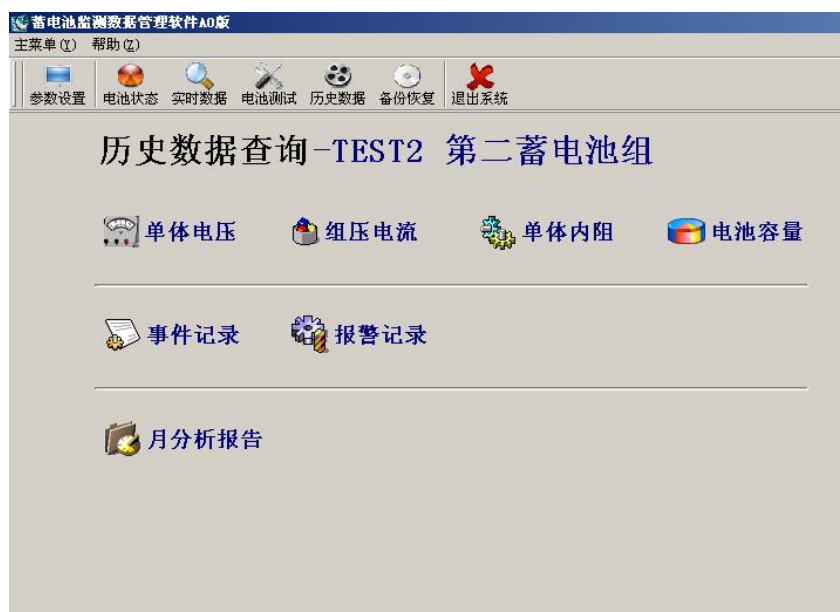 蓄电池监测数据管理软件A0版
主菜单(Y) 帮助(Z)
参数设置 电池状态 实时数据 电池测试 历史数据 备份恢复 退出系统
历史数据查询-TEST2 第二蓄电池组
单体电压 组压电流 单体内阻 电池容量
事件记录 报警记录
月分析报告